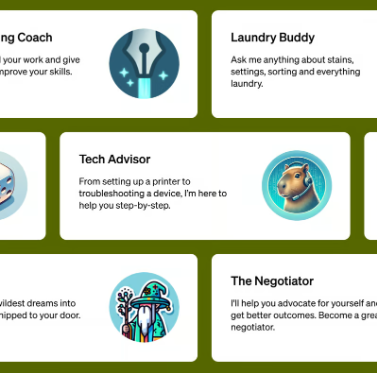 ng Coach
your work and give
mprove your skills.
Laundry Buddy
Ask me anything about stains,
settings, sorting and everything
laundry.
Tech Advisor
From setting up a printer to
troubleshooting a device, I'm here to
help you step-by-step.
wildest dreams into
hipped to your door.
The Negotiator
I'll help you advocate for yourself and
get better outcomes. Become a grea
negotiator.